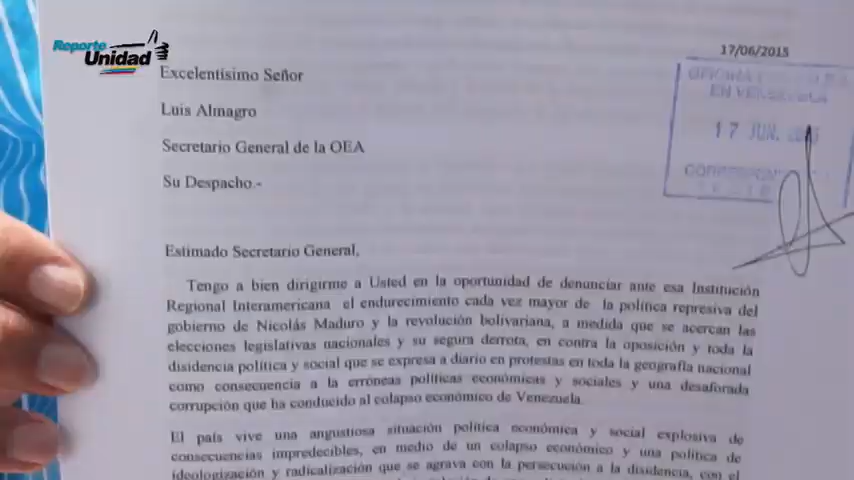 Reporte
Unidad
17/06/2015
Excelentísimo Señor
EN VENEZUELA
Luis Almagro
17 JUN.
Secretario General de la OEA
Su Despacho.-
Estimado Secretario General,
Tengo a bien dirigirme a Usted en la oportunidad de denunciar ante esa Institución
Regional Interamericana el endurecimiento cada vez mayor de la política represiva del
gobierno de Nicolás Maduro y la revolución bolivariana, a medida que se acercan las
elecciones legislativas nacionales y su segura derrota, en contra la oposición y toda la
disidencia política y social que se expresa a diario en protestas en toda la geografía nacional
como consecuencia a la erróneas políticas económicas y sociales y una desaforada
corrupción que ha conducido al colapso económico de Venezuela.
El país vive una angustiosa situación política económica y social explosiva de
consecuencias impredecibles, en medio de un colapso económico y una política de
ideologización y radicalización que se agrava con la persecución a la disidencia, con el